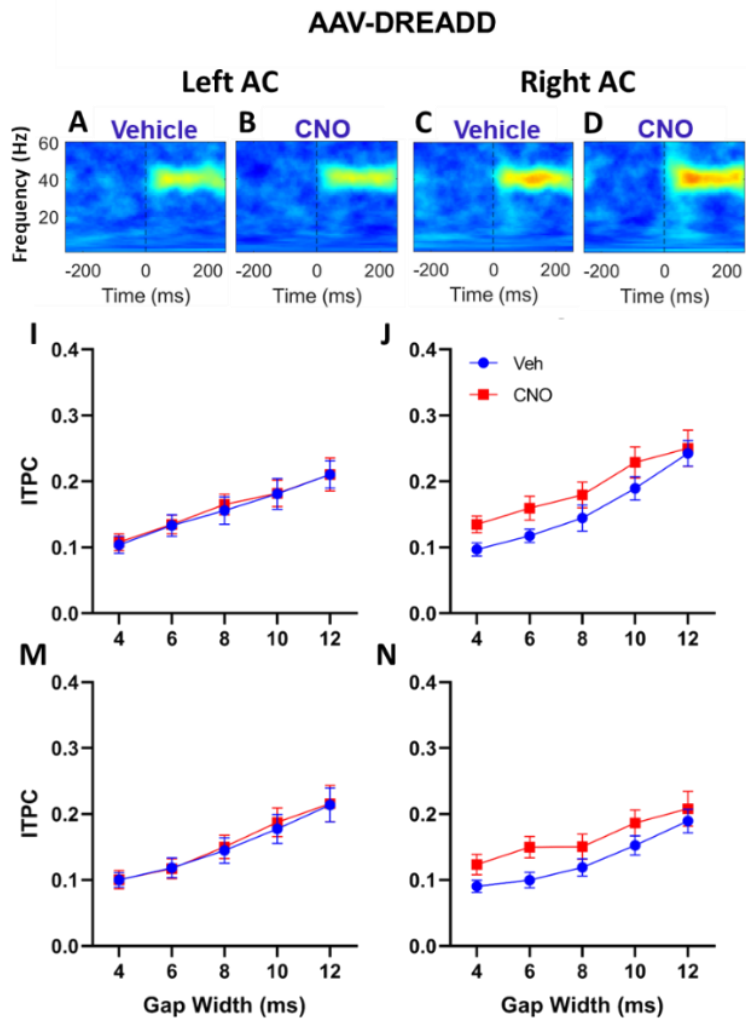 AAV-DREADD
Left AC
Right AC
A Vehicle
B CNO
C Vehicle
D CNO
Frequency (Hz)
60
40
20
-200 0 200
-200 0 200
-200 0 200
-200 0 200
Time (ms)
Time (ms)
Time (ms)
Time (ms)
I
ITPC
0.4
0.3
0.2
0.1
0.0
4 6 8 10 12
J
Veh
CNO
0.4
0.3
0.2
0.1
0.0
4 6 8 10 12
M
ITPC
0.4
0.3
0.2
0.1
0.0
4 6 8 10 12
Gap Width (ms)
N
0.4
0.3
0.2
0.1
0.0
4 6 8 10 12
Gap Width (ms)